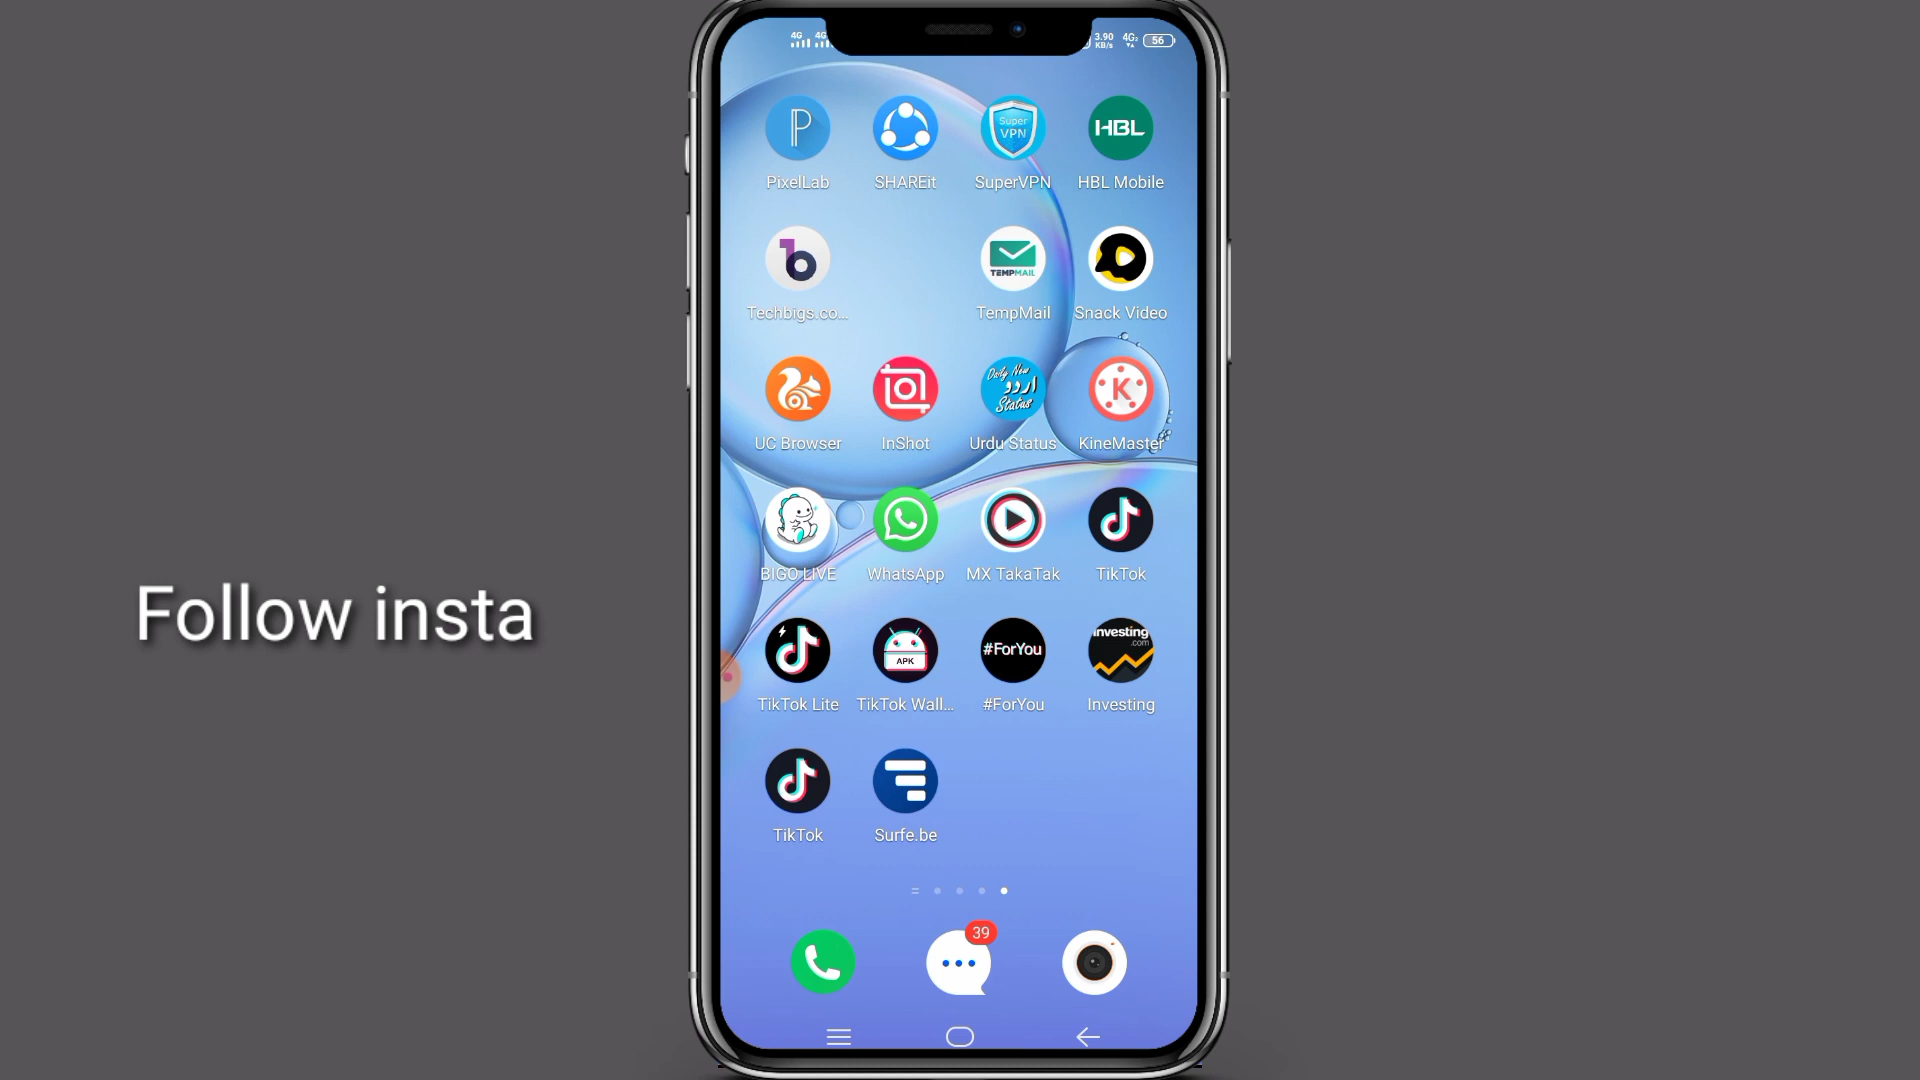 4G 4G 3.90 KB/s 4G2 56
P
Super VPN
HBL
PixelLab SHAREit SuperVPN HBL Mobile
b
TEMPMAIL
Techbigs.co... TempMail Snack Video
Daily New
اردو
Status
K
UC Browser InShot Urdu Status KineMaster
BIGO LIVE WhatsApp MX TakaTak TikTok
Follow insta
APK
#ForYou
Investing
.com
TikTok Lite TikTok Wall... #ForYou Investing
TikTok Surfe.be
39